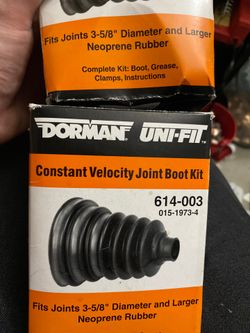 Fits Joints 3-5/8" Diameter and Larger
Neoprene Rubber
Complete Kit: Boot, Grease,
Clamps, Instructions
DORMAN® UNI-FIT™
Constant Velocity Joint Boot Kit
614-003
015-1973-4
Fits Joints 3-5/8" Diameter and Larger
Neoprene Rubber